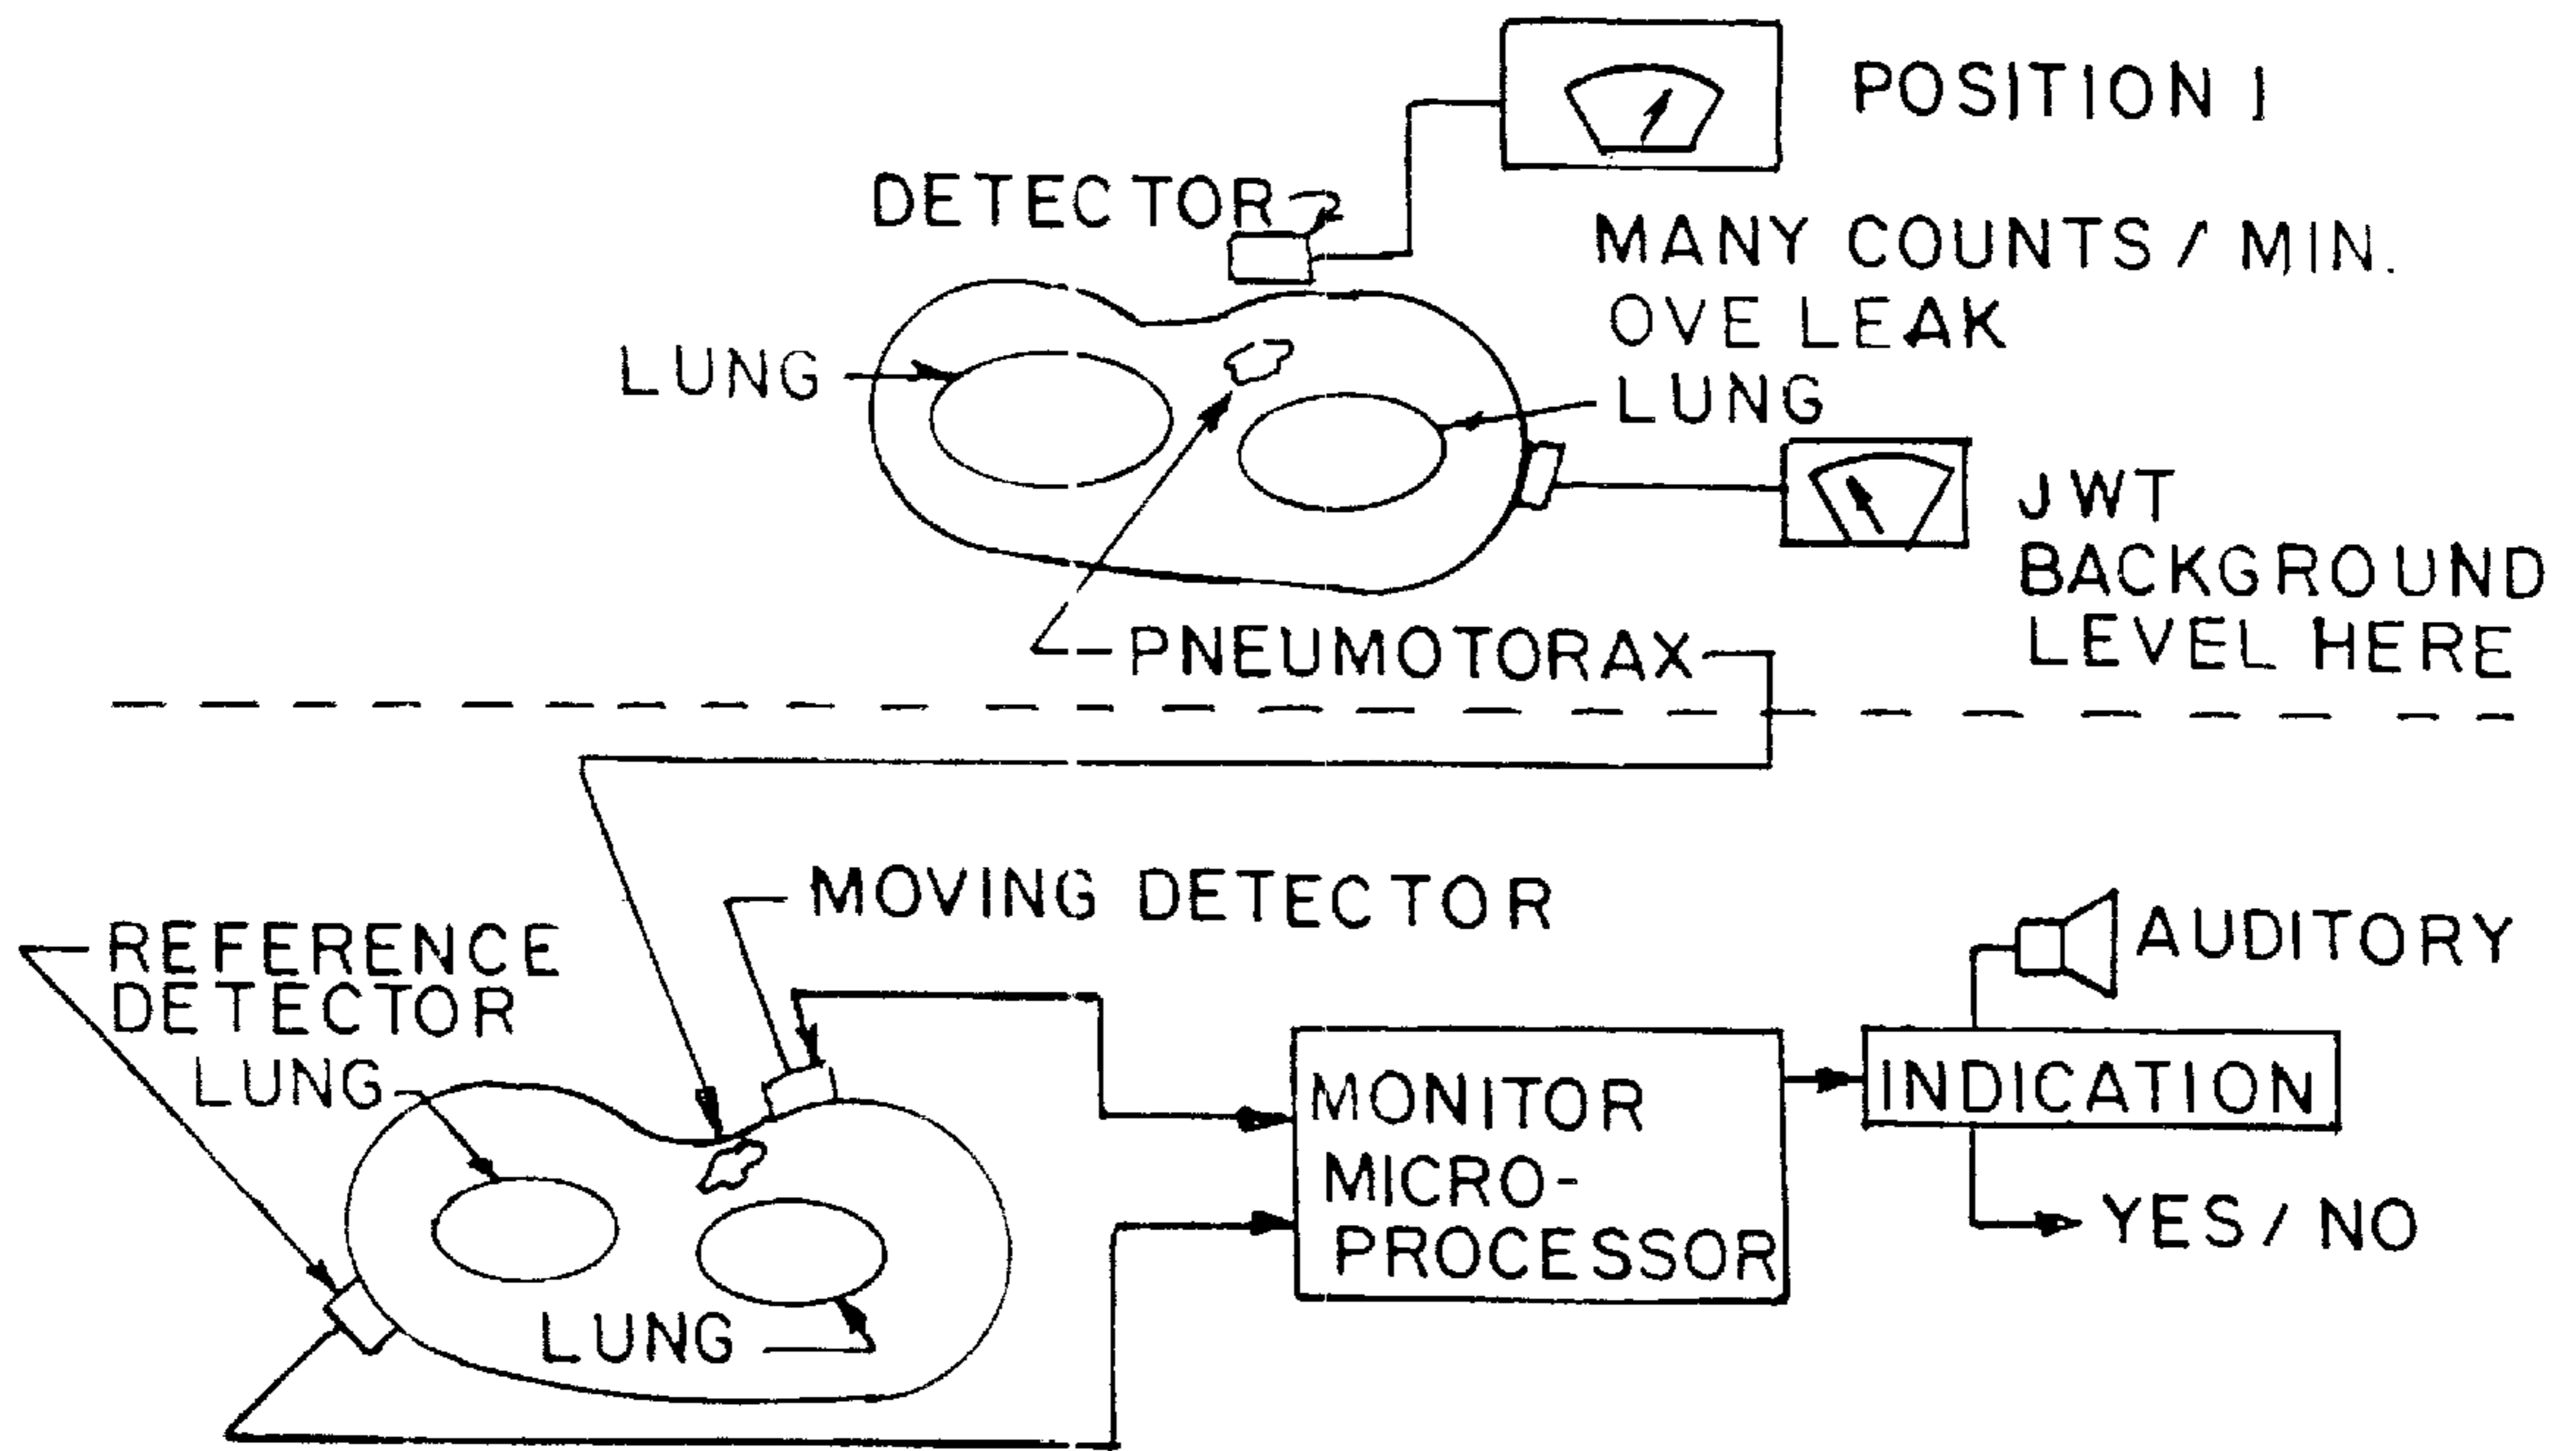 POSITION 1
DETECTOR
MANY COUNTS / MIN.
OVE LEAK
LUNG
LUNG
JWT
BACKGROUND
LEVEL HERE
PNEUMOTORAX
MOVING DETECTOR
REFERENCE
DETECTOR
LUNG
AUDITORY
MONITOR
MICRO-
PROCESSOR
INDICATION
YES / NO
LUNG